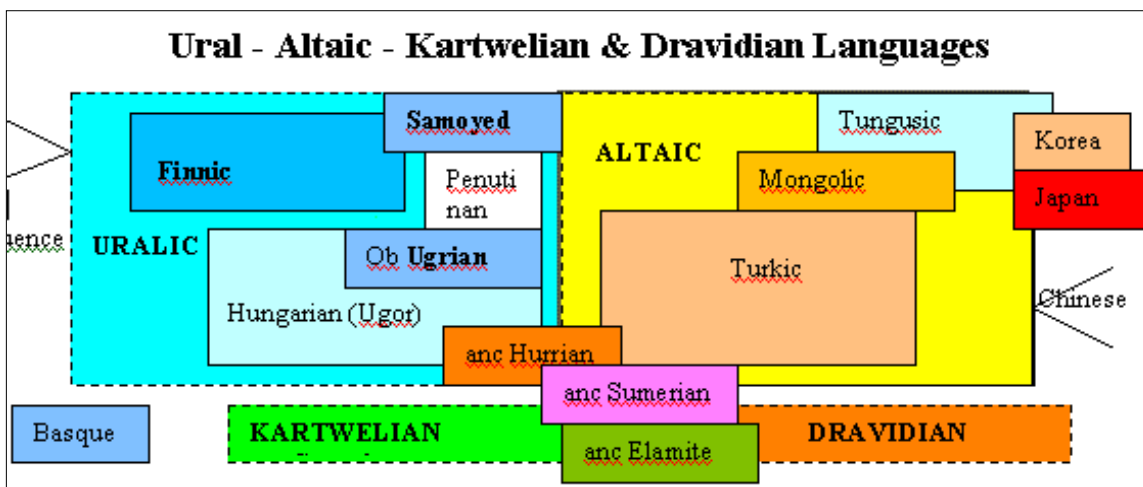 Ural - Altaic - Kartwelian & Dravidian Languages
Samoyed
Tungusic
Finnic
ALTAIC
Korea
Penuti
nan
Mongolic
Japan
uence
URALIC
Ob Ugrian
Turkic
Hungarian (Ugor)
Chinese
anc Hurrian
anc Sumerian
Basque
KARTWELIAN
DRAVIDIAN
anc Elamite